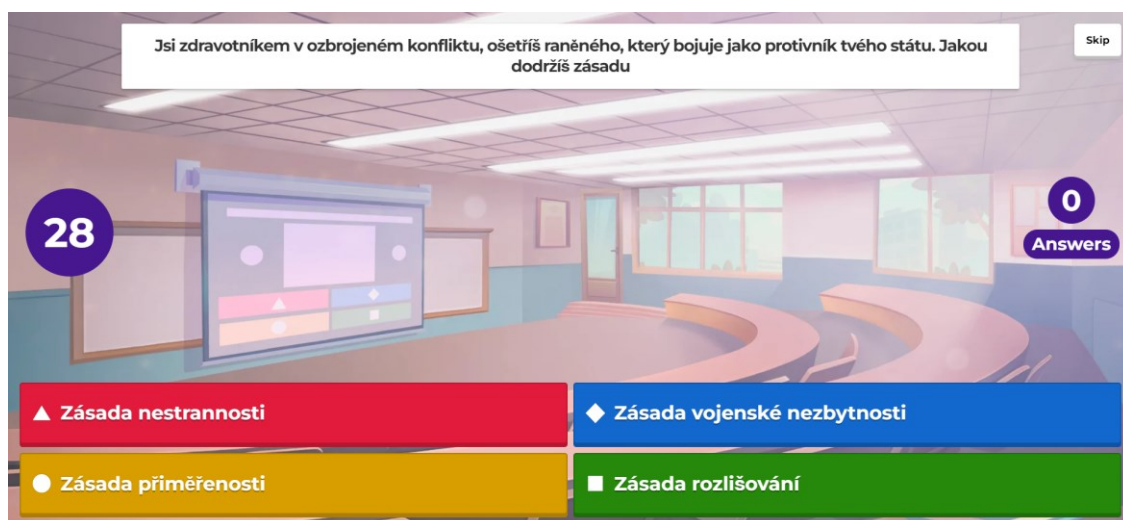 Jsi zdravotníkem v ozbrojeném konfliktu, ošetříš raněného, který bojuje jako protivník tvého státu. Jakou
dodržíš zásadu
Skip
28
0
Answers
Zásada nestrannosti
Zásada vojenské nezbytnosti
Zásada přiměřenosti
Zásada rozlišování